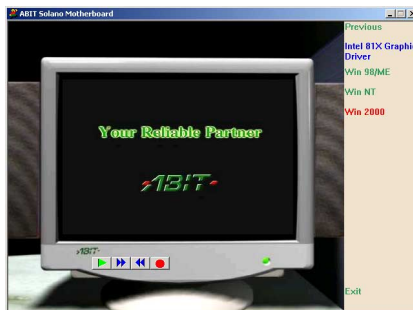 ABIT Solano Motherboard
Previous
Intel 81X Graphi
Driver
Win 98/ME
Win NT
Win 2000
Your Reliable Partner
ABIT
ABIT
Exit